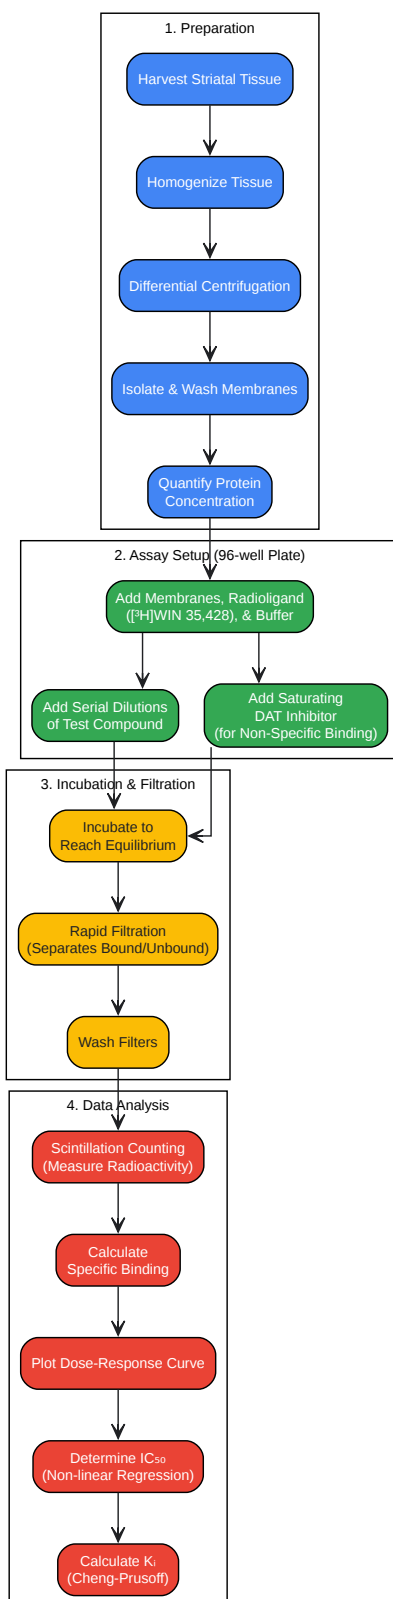 1. Preparation
Harvest Striatal Tissue
Homogenize Tissue
Differential Centrifugation
Isolate & Wash Membranes
Quantify Protein
Concentration
2. Assay Setup (96-well Plate)
Add Membranes, Radioligand
([³H]WIN 35,428), & Buffer
Add Serial Dilutions
of Test Compound
Add Saturating
DAT Inhibitor
(for Non-Specific Binding)
3. Incubation & Filtration
Incubate to
Reach Equilibrium
Rapid Filtration
(Separates Bound/Unbound)
Wash Filters
4. Data Analysis
Scintillation Counting
(Measure Radioactivity)
Calculate
Specific Binding
Plot Dose-Response Curve
Determine IC₅₀
(Non-linear Regression)
Calculate Kᵢ
(Cheng-Prusoff)